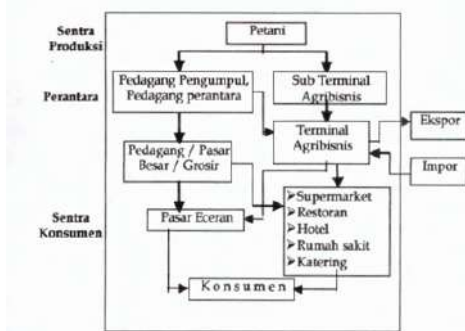 Sentra
Produksi
Petani
Perantara
Pedagang Pengumpul,
Pedagang perantara
Sub Terminal
Agribisnis
Terminal
Agribisnis
Ekspor
Impor
Pedagang / Pasar
Besar / Grosir
Sentra
Konsumen
Pasar Eceran
➢Supermarket
➢Restoran
➢Hotel
➢Rumah sakit
➢Katering
Konsumen